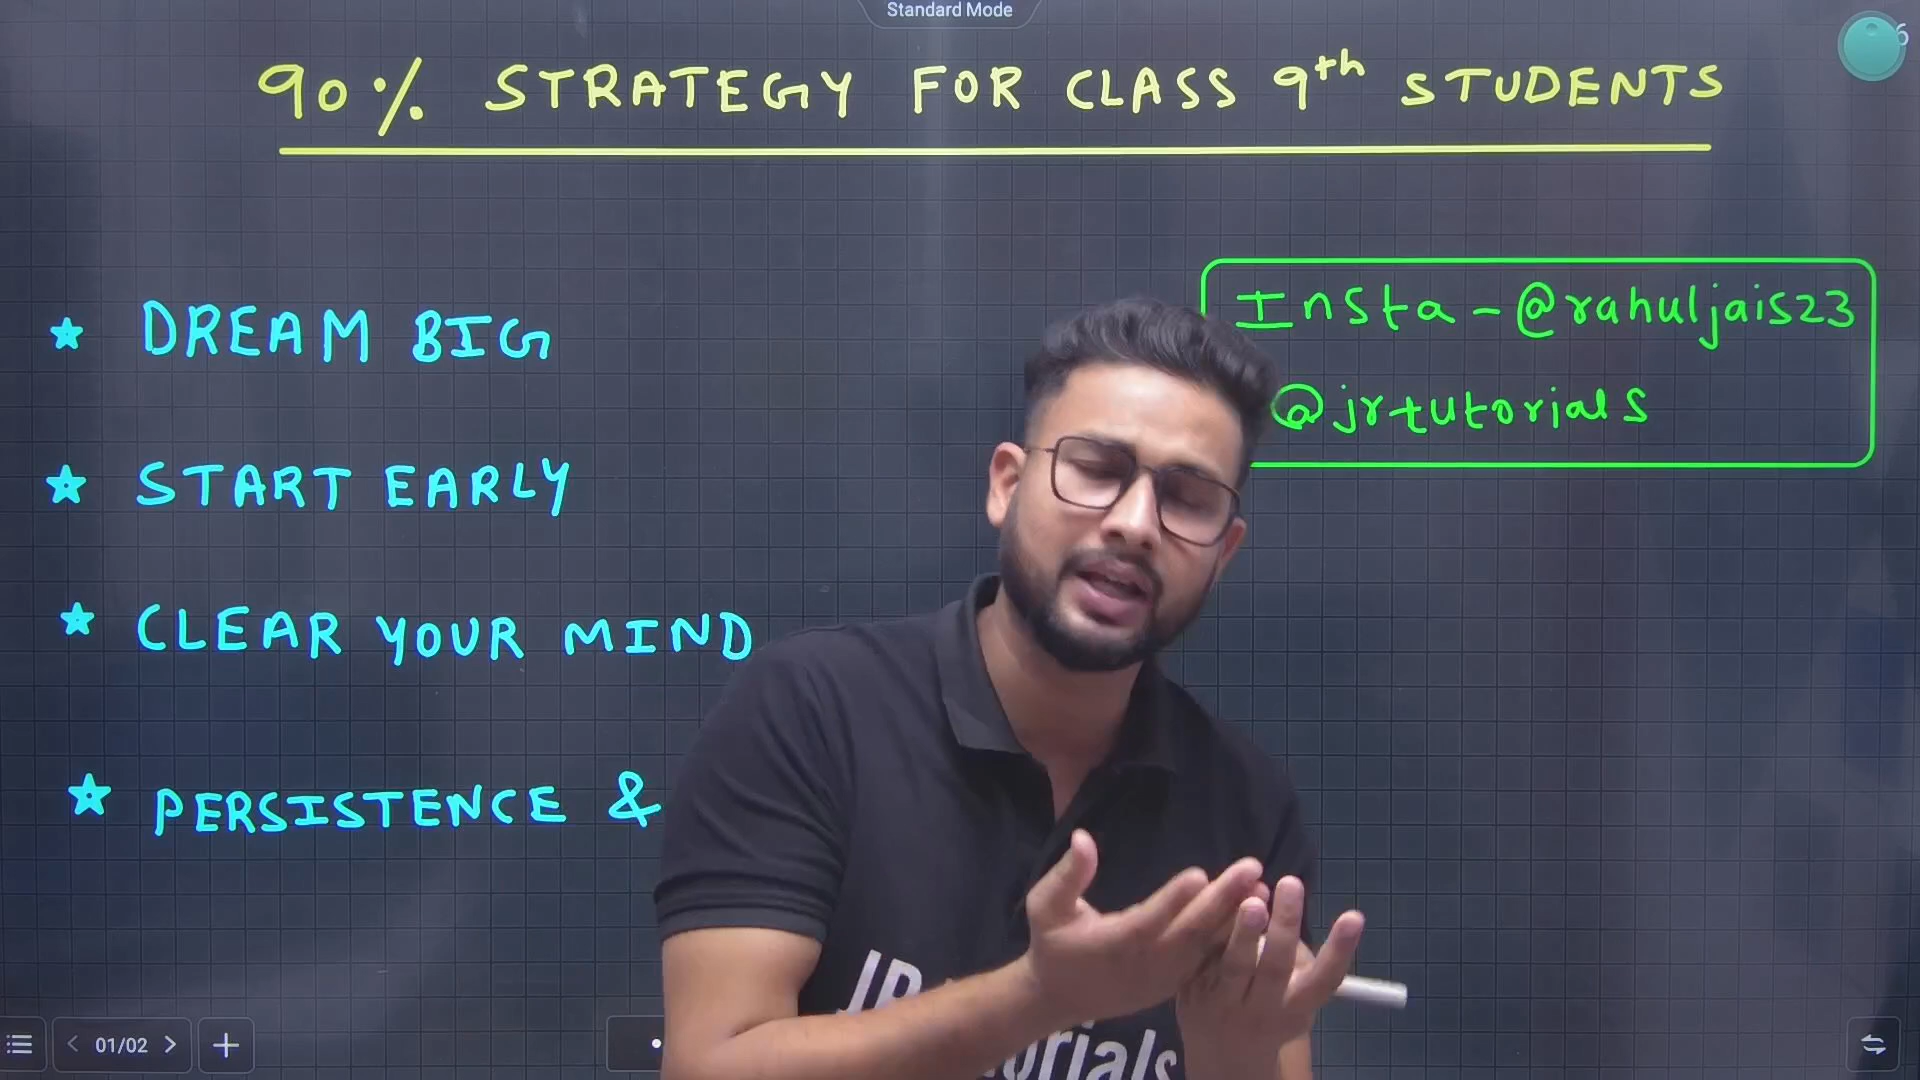 Standard Mode
90% STRATEGY FOR CLASS 9th STUDENTS
Insta - @rahuljais23
@jrtutorials
★ DREAM BIG
★ START EARLY
★ CLEAR YOUR MIND
★ PERSISTENCE &
01/02